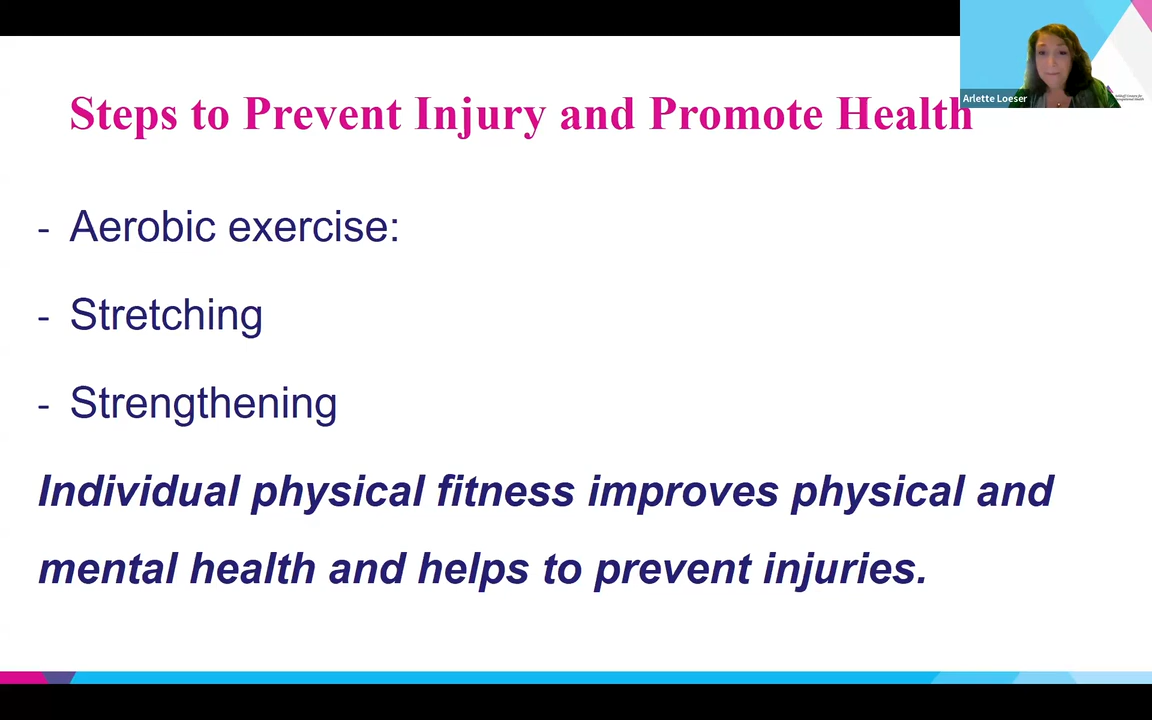 Steps to Prevent Injury and Promote Health
Arlette Loeser
- Aerobic exercise:
- Stretching
- Strengthening
Individual physical fitness improves physical and
mental health and helps to prevent injuries.